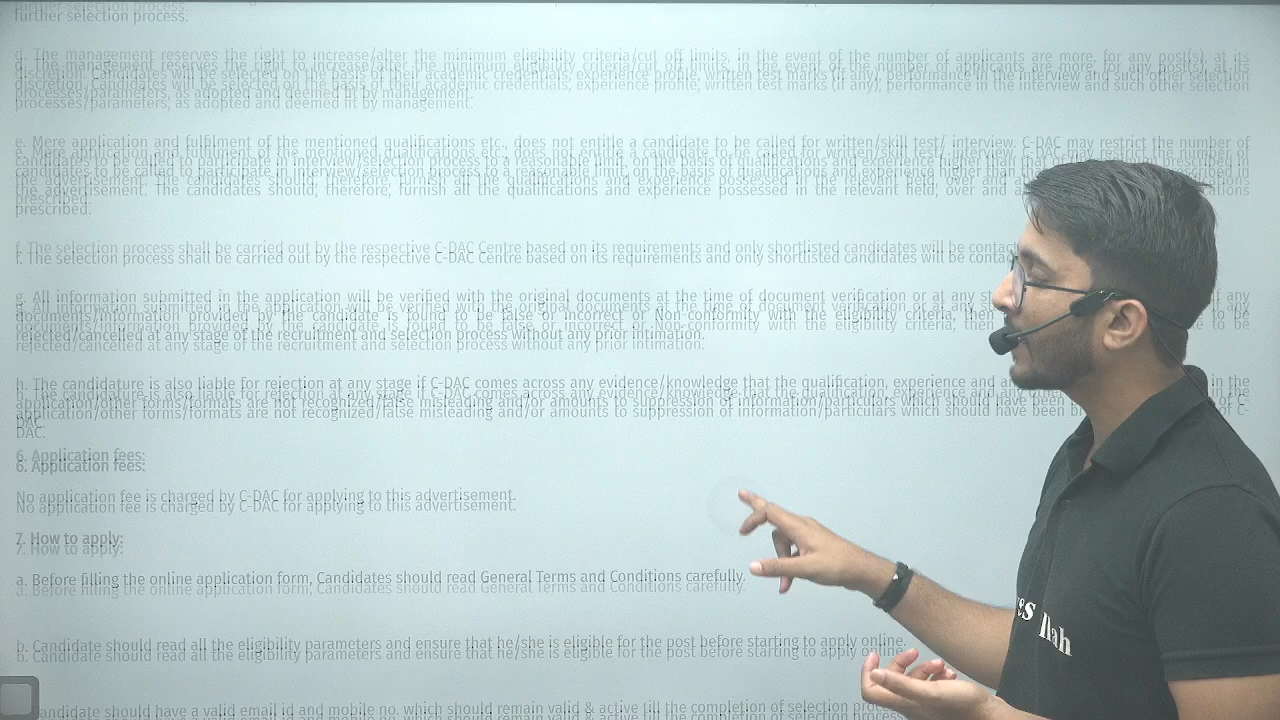 further selection process.
d. The management reserves the right to increase/alter the minimum eligibility criteria/cut off limits, in the event of the number of applicants are more, for any post(s), at its
discretion. Candidates will be selected on the basis of their academic credentials, experience profile, written test marks (if any), performance in the interview and such other selection
processes/parameters, as adopted and deemed fit by management.
e. Mere application and fulfilment of the mentioned qualifications etc., does not entitle a candidate to be called for written/skill test/ interview. C-DAC may restrict the number of
candidates to be called to participate in interview/selection process to a reasonable limit, on the basis of qualifications and experience higher than prescribed in
the advertisement. The candidates should, therefore, furnish all the qualifications and experience possessed in the relevant field, over and
prescribed.
f. The selection process shall be carried out by the respective C-DAC Centre based on its requirements and only shortlisted candidates will be
g. All information submitted in the application will be verified with the original documents at the time of document verification or at any any
documents/information provided by the candidate is found to be false or incorrect or Non conformity with the eligibility criteria, then to be
rejected/cancelled at any stage of the recruitment and selection process without any prior intimation.
h. The candidature is also liable for rejection at any stage if C-DAC comes across any evidence/knowledge that the qualification, experience and in the
application/other forms/formats are not recognized/false misleading and/or amounts to suppression of information/particulars which should have been of C-
DAC.
6. Application fees:
No application fee is charged by C-DAC for applying to this advertisement.
7. How to apply:
a. Before filling the online application form, Candidates should read General Terms and Conditions carefully.
b. Candidate should read all the eligibility parameters and ensure that he/she is eligible for the post before starting to apply online.
andidate should have a valid email id and mobile no. which should remain valid & active till the completion of selection process